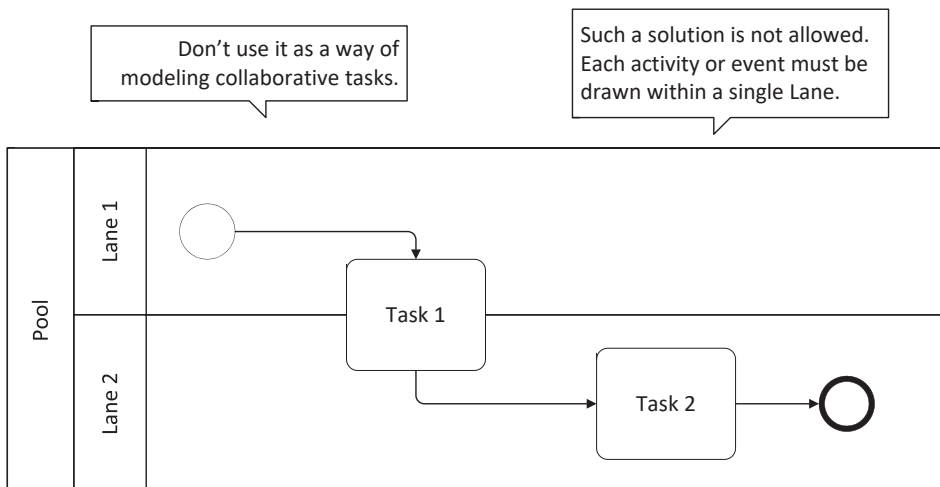 Don’t use it as a way of
modeling collaborative tasks.
Such a solution is not allowed.
Each activity or event must be
drawn within a single Lane.
Pool
Lane 1
Task 1
Lane 2
Task 2